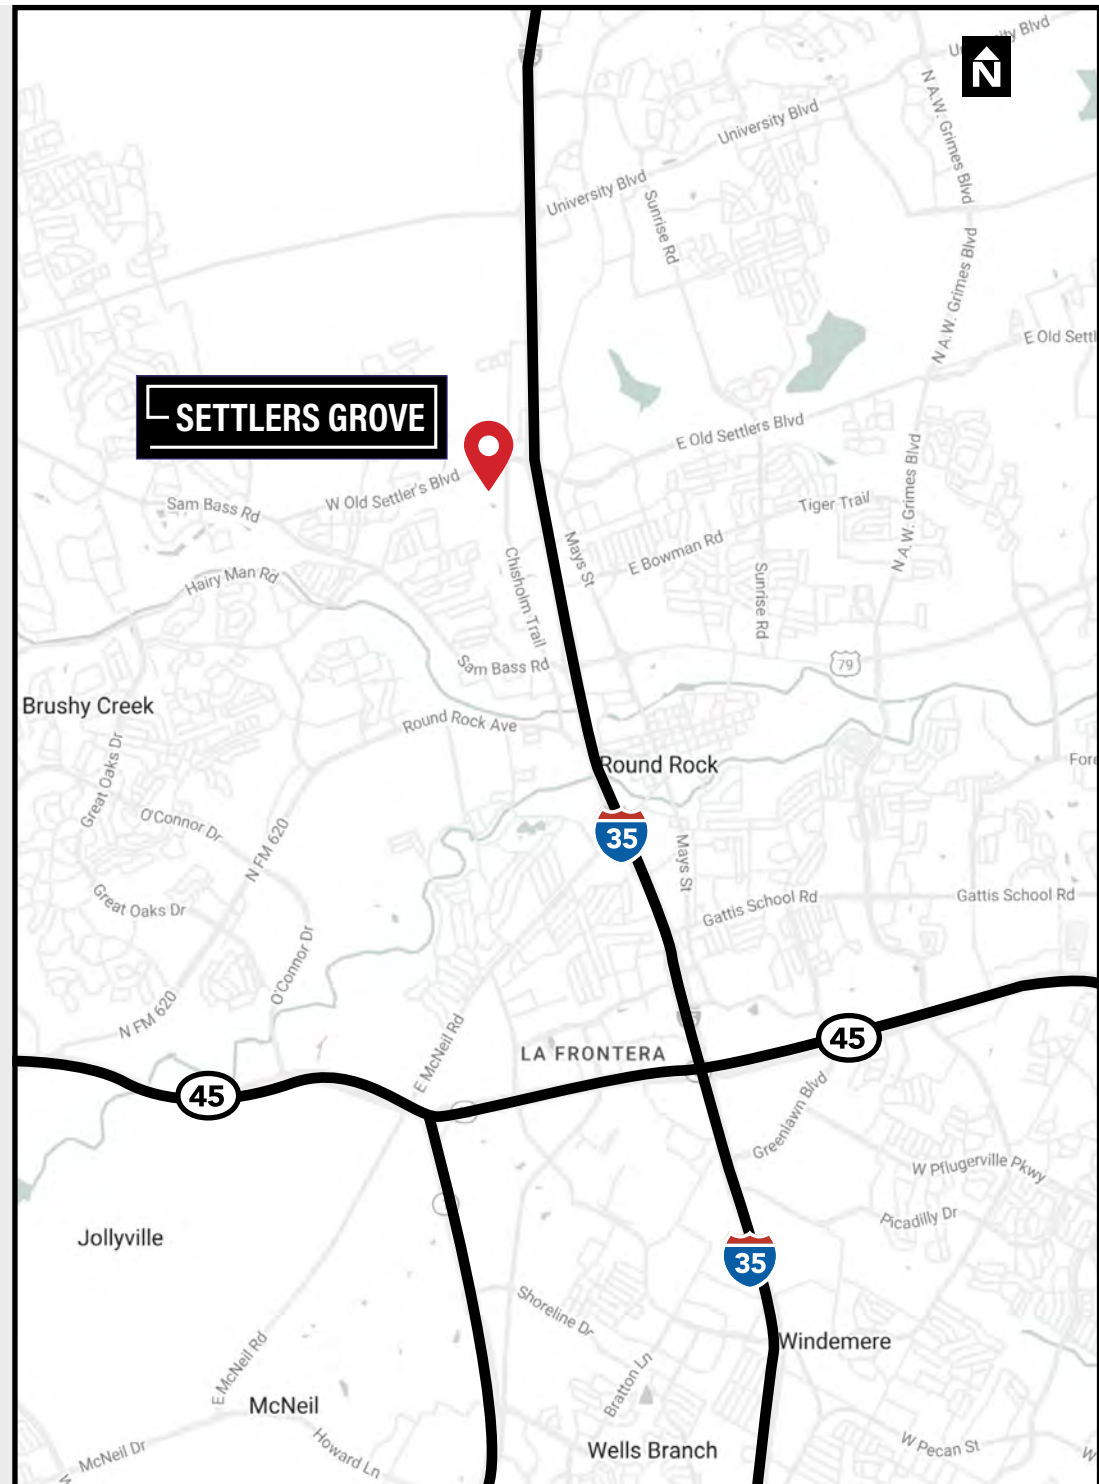 University Blvd
N
University Blvd
N A.W. Grimes Blvd
University Blvd
Sunrise Rd
N A.W. Grimes Blvd
E Old Settl
SETTLERS GROVE
E Old Settlers Blvd
W Old Settler's Blvd
Sam Bass Rd
Tiger Trail
N A.W. Grimes Blvd
Mays St
E Bowman Rd
Hairy Man Rd
Chisholm Trail
Sunrise Rd
Sam Bass Rd
79
Brushy Creek
Round Rock Ave
Great Oaks Dr
Round Rock
Fore
O'Connor Dr
35
N FM 620
Mays St
Great Oaks Dr
Gattis School Rd
Gattis School Rd
O'Connor Dr
N FM 620
E McNeil Rd
LA FRONTERA
45
45
Greenlawn Blvd
W Pflugerville Pkwy
Picadilly Dr
Jollyville
35
Shoreline Dr
Windemere
E McNeil Rd
Bratton Ln
McNeil
Howard Ln
McNeil Dr
Wells Branch
W Pecan St
W